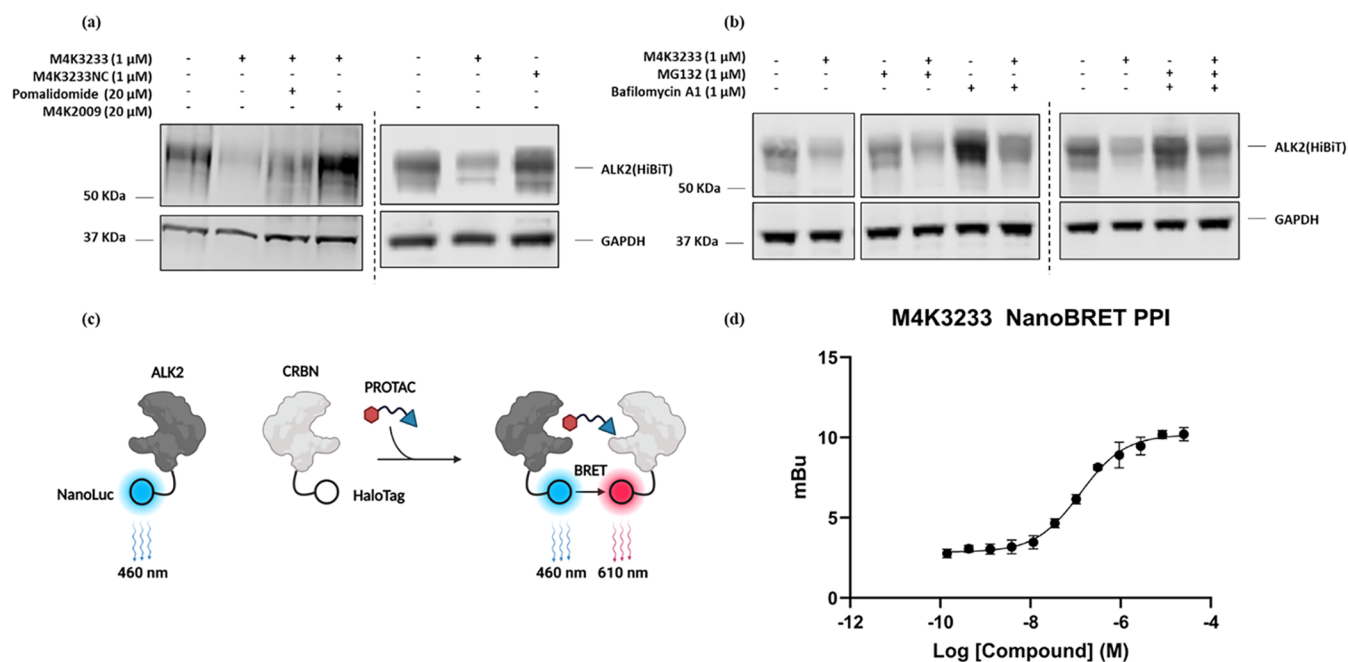 (a)
M4K3233 (1 µM) - + + + - + -
M4K3233NC (1 µM) - - - - - - +
Pomalidomide (20 µM) - - + - - - -
M4K2009 (20 µM) - - - + - - -
ALK2(HiBiT)
50 KDa
37 KDa
GAPDH
(b)
M4K3233 (1 µM) - + - + - + - + - +
MG132 (1 µM) - - + + - - - - + +
Bafilomycin A1 (1 µM) - - - - + + - - + +
ALK2(HiBiT)
50 KDa
GAPDH
37 KDa
(c)
ALK2
CRBN
PROTAC
NanoLuc
HaloTag
BRET
460 nm
460 nm
610 nm
(d)
M4K3233 NanoBRET PPI
15
10
5
0
mBu
-12
-10
-8
-6
-4
Log [Compound] (M)